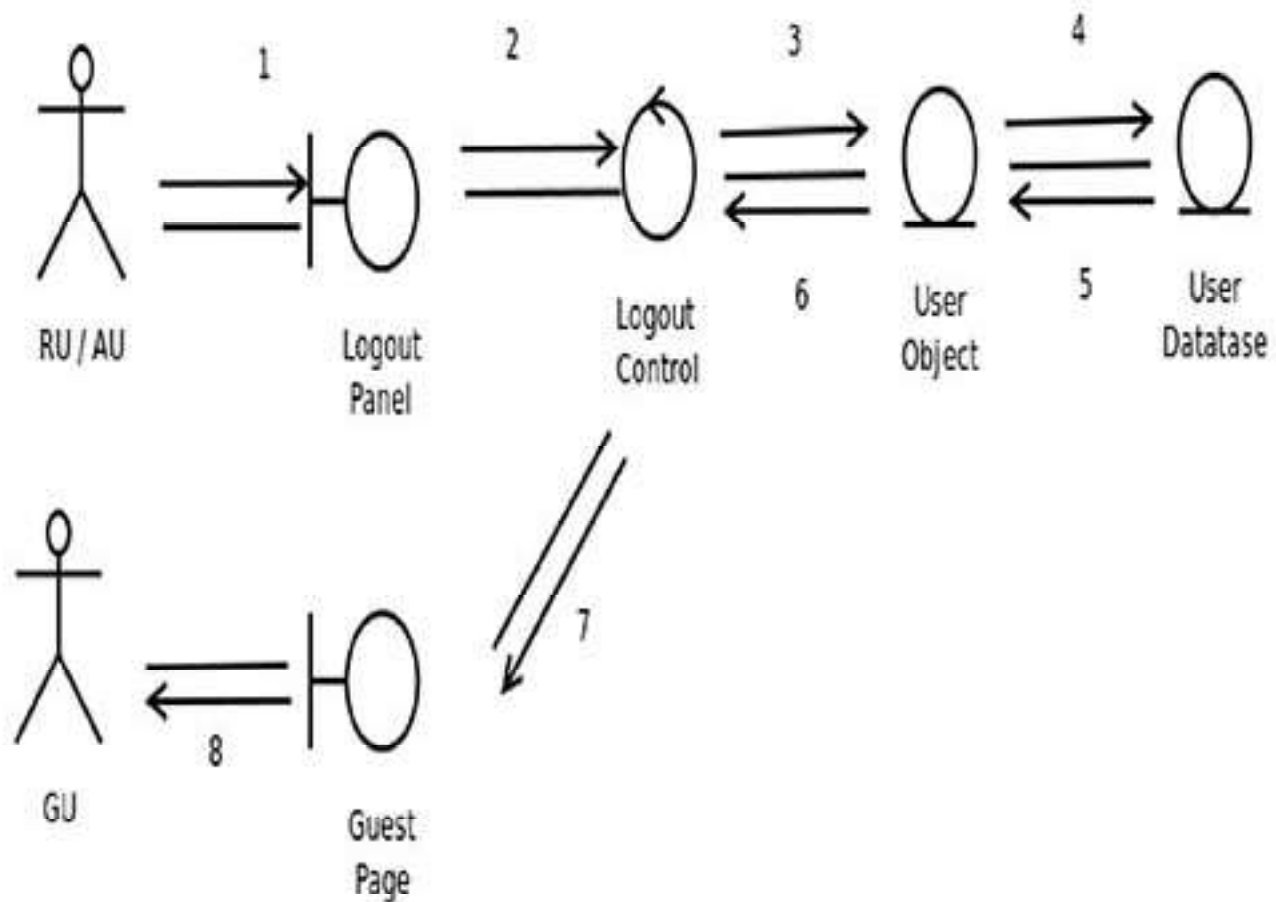 1
2
3
4
RU / AU
Logout
Panel
Logout
Control
6
User
Object
5
User
Datatase
7
8
GU
Guest
Page